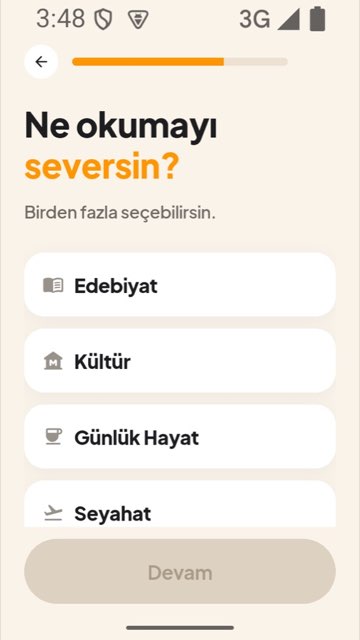 3:48
3G
Ne okumayı
seversin?
Birden fazla seçebilirsin.
Edebiyat
Kültür
Günlük Hayat
Seyahat
Devam